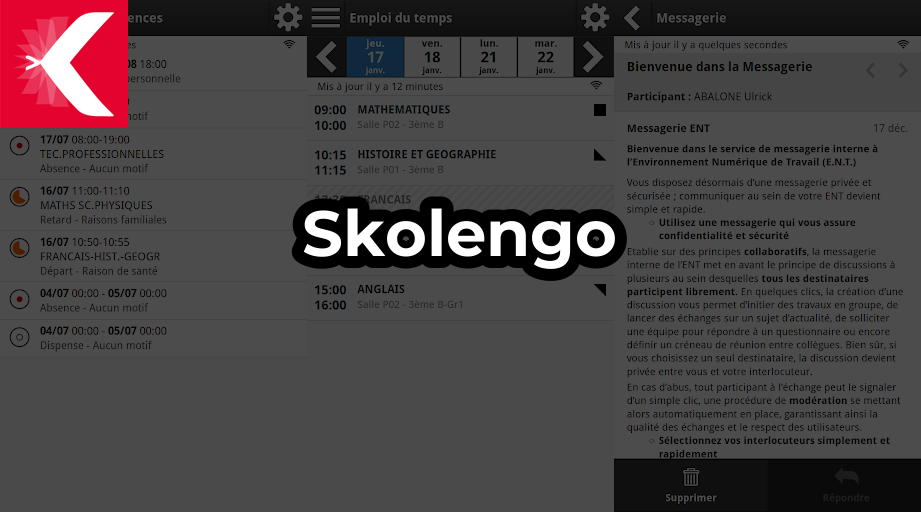 ences
es
08 18:00
personnelle
motif
17/07 08:00-19:00
TEC.PROFESSIONNELLES
Absence - Aucun motif
16/07 11:00-11:10
MATHS SC.PHYSIQUES
Retard - Raisons familiales
16/07 10:50-10:55
FRANCAIS-HIST.-GEOGR
Départ - Raison de santé
04/07 00:00 - 05/07 00:00
Absence - Aucun motif
04/07 00:00 - 05/07 00:00
Dispense - Aucun motif
Emploi du temps
jeu.
17
janv.
ven.
18
janv.
lun.
21
janv.
mar.
22
janv.
Mis à jour il y a 12 minutes
09:00 MATHEMATIQUES
10:00 Salle P02 - 3ème B
10:15 HISTOIRE ET GEOGRAPHIE
11:15 Salle P01 - 3ème B
FRANCAIS
Skolengo
15:00 ANGLAIS
16:00 Salle P02 - 3ème B-Gr1
Messagerie
Mis à jour il y a quelques secondes
Bienvenue dans la Messagerie
Participant : ABALONE Ulrick
Messagerie ENT 17 déc.
Bienvenue dans le service de messagerie interne à
l'Environnement Numérique de Travail (E.N.T.)
Vous disposez désormais d'une messagerie privée et
sécurisée ; communiquer au sein de votre ENT devient
simple et rapide.
Utilisez une messagerie qui vous assure
confidentialité et sécurité
Etablie sur des principes collaboratifs, la messagerie
interne de l'ENT met en avant le principe de discussions à
plusieurs au sein desquelles tous les destinataires
participent librement. En quelques clics, la création d'une
discussion vous permet d'initier des travaux en groupe, de
lancer des échanges sur un sujet d'actualité, de solliciter
une équipe pour répondre à un questionnaire ou encore
définir un créneau de réunion entre collègues. Bien sûr, si
vous choisissez un seul destinataire, la discussion devient
privée entre vous et votre interlocuteur.
En cas d'abus, tout participant à l'échange peut le signaler
d'un simple clic, une procédure de modération se mettant
alors automatiquement en place, garantissant ainsi la
qualité des échanges et le respect des utilisateurs.
Sélectionnez vos interlocuteurs simplement et
rapidement
Supprimer
Répondre